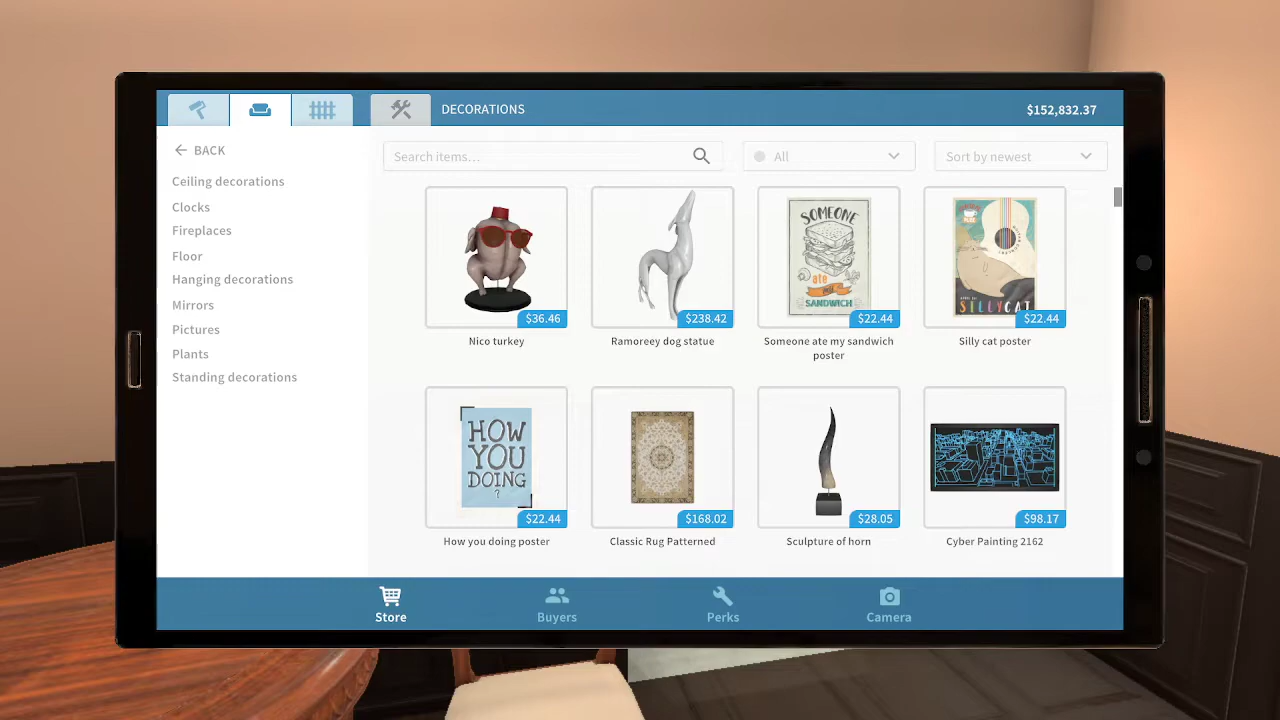 DECORATIONS
$152,832.37
BACK
Search items...
All
Sort by newest
Ceiling decorations
Clocks
Fireplaces
Floor
Hanging decorations
Mirrors
Pictures
Plants
Standing decorations
SOMEONE
ate
SANDWICH
SILLYCAT
$36.46
$238.42
$22.44
$22.44
Nico turkey
Ramoreey dog statue
Someone ate my sandwich
poster
Silly cat poster
HOW
YOU
DOING
?
$22.44
$168.02
$28.05
$98.17
How you doing poster
Classic Rug Patterned
Sculpture of horn
Cyber Painting 2162
Store
Buyers
Perks
Camera